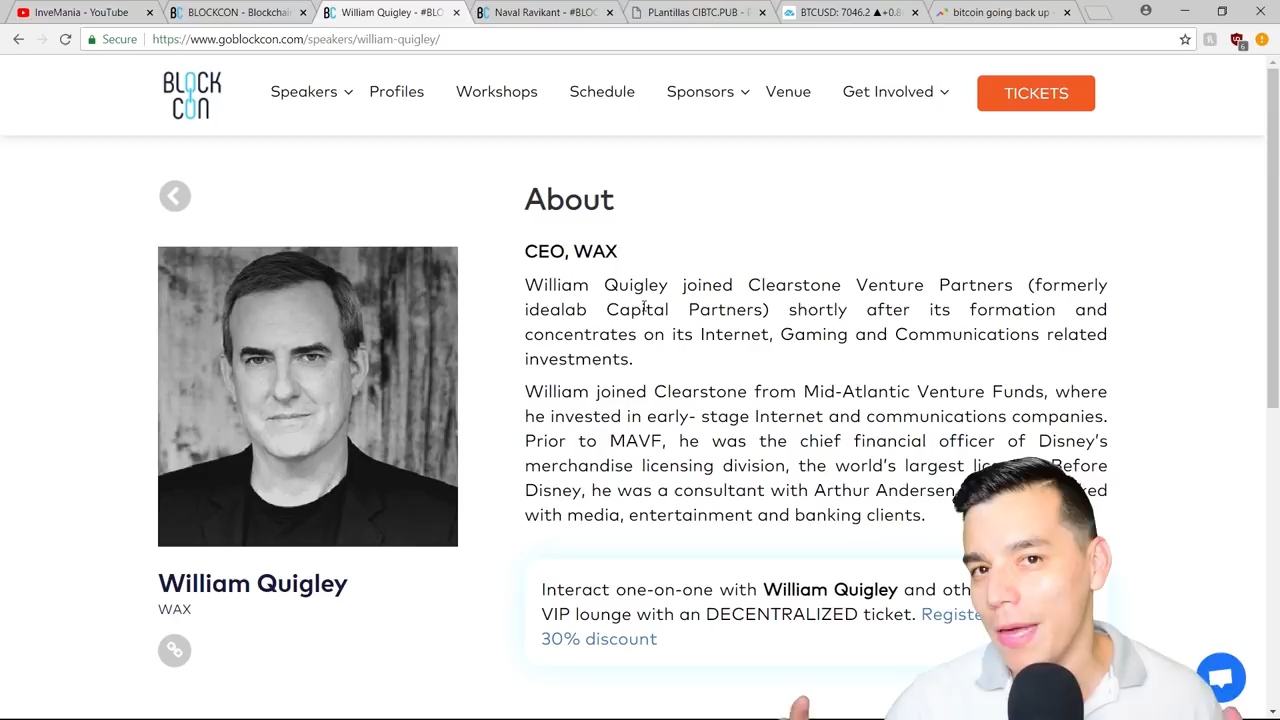 InveMania - YouTube
BLOCKCON - Blockchain
William Quigley - #BLO
Naval Ravikant - #BLOC
PLantillas CIBTC.PUB - F
BTCUSD: 7046.2 ▲+0.8
bitcoin going back up -
Secure
https://www.goblockcon.com/speakers/william-quigley/
6
BLOCK
CON
Speakers
Profiles
Workshops
Schedule
Sponsors
Venue
Get Involved
TICKETS
About
CEO, WAX
William Quigley joined Clearstone Venture Partners (formerly
idealab Capital Partners) shortly after its formation and
concentrates on its Internet, Gaming and Communications related
investments.
William joined Clearstone from Mid-Atlantic Venture Funds, where
he invested in early- stage Internet and communications companies.
Prior to MAVF, he was the chief financial officer of Disney's
merchandise licensing division, the world's largest Before
Disney, he was a consultant with Arthur Andersen
with media, entertainment and banking clients.
William Quigley
WAX
Interact one-on-one with William Quigley and
VIP lounge with an DECENTRALIZED ticket.
30% discount